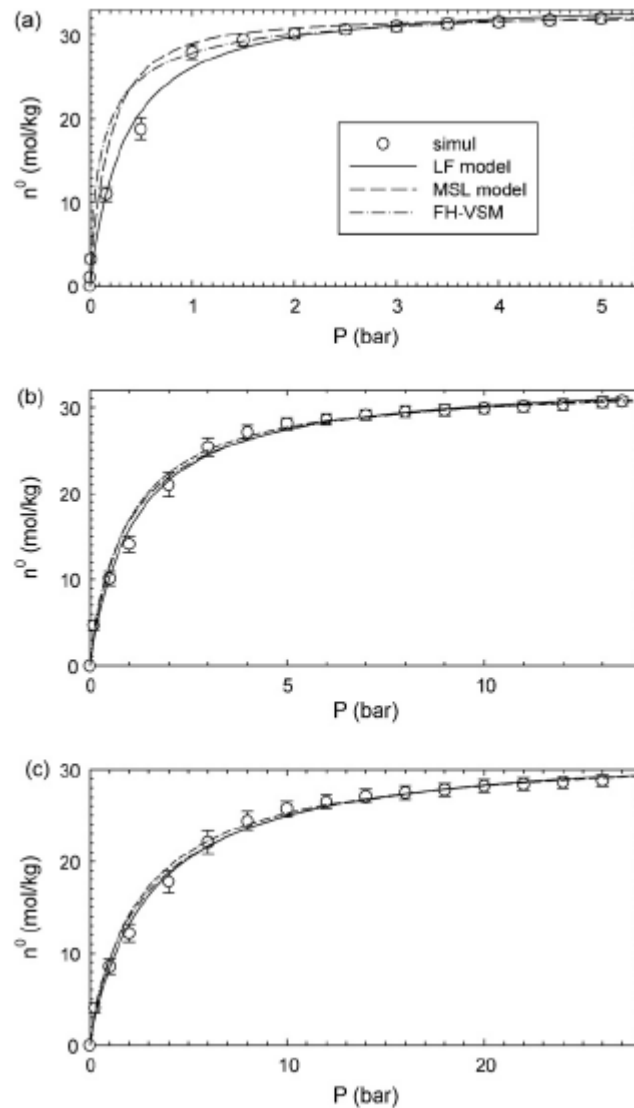 (a)
30
20
10
0
n⁰ (mol/kg)
simul
LF model
MSL model
FH-VSM
0 1 2 3 4 5
P (bar)
(b)
30
20
10
0
n⁰ (mol/kg)
0 5 10
P (bar)
(c)
30
20
10
0
n⁰ (mol/kg)
0 10 20
P (bar)